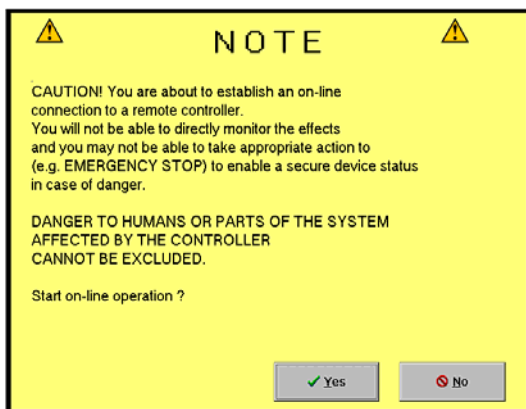 NOTE
CAUTION! You are about to establish an on-line
connection to a remote controller.
You will not be able to directly monitor the effects
and you may not be able to take appropriate action to
(e.g. EMERGENCY STOP) to enable a secure device status
in case of danger.
DANGER TO HUMANS OR PARTS OF THE SYSTEM
AFFECTED BY THE CONTROLLER
CANNOT BE EXCLUDED.
Start on-line operation ?
Yes
No